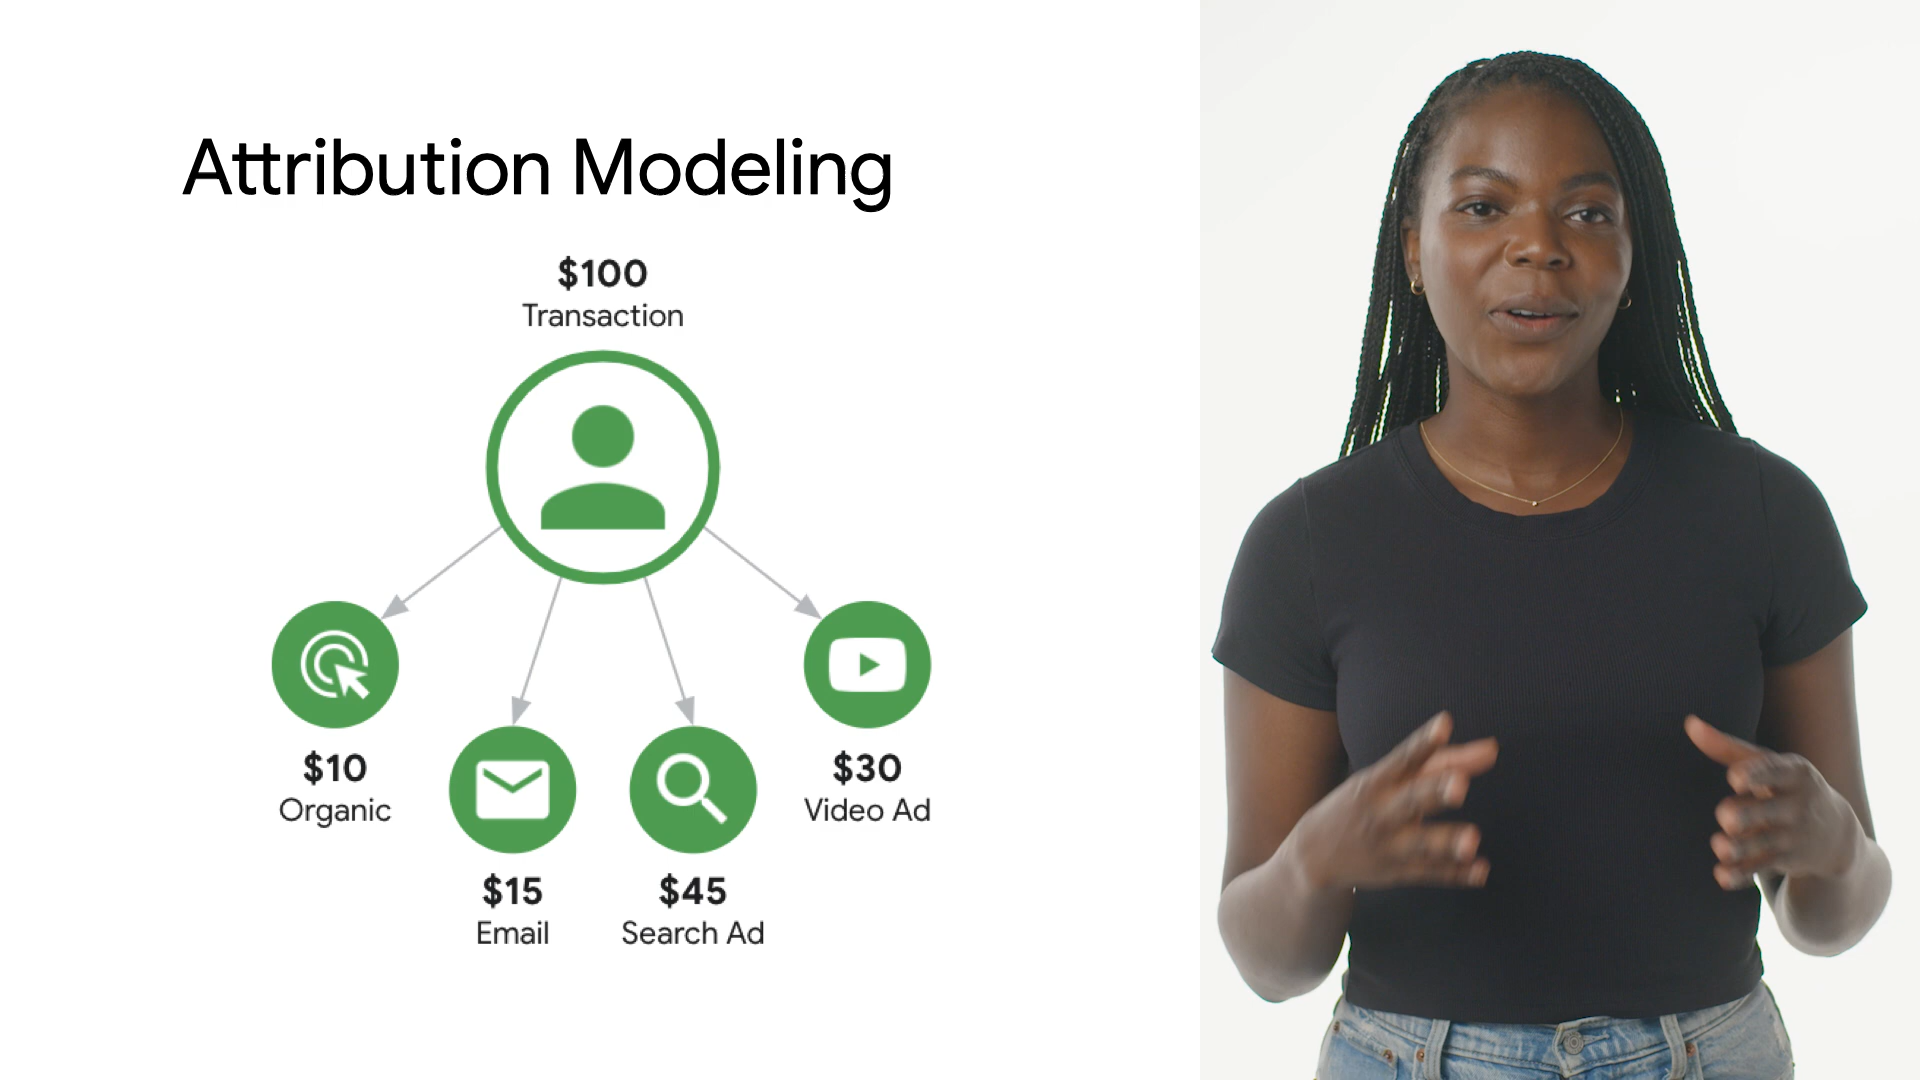 Attribution Modeling
$100
Transaction
$10
Organic
$15
Email
$45
Search Ad
$30
Video Ad